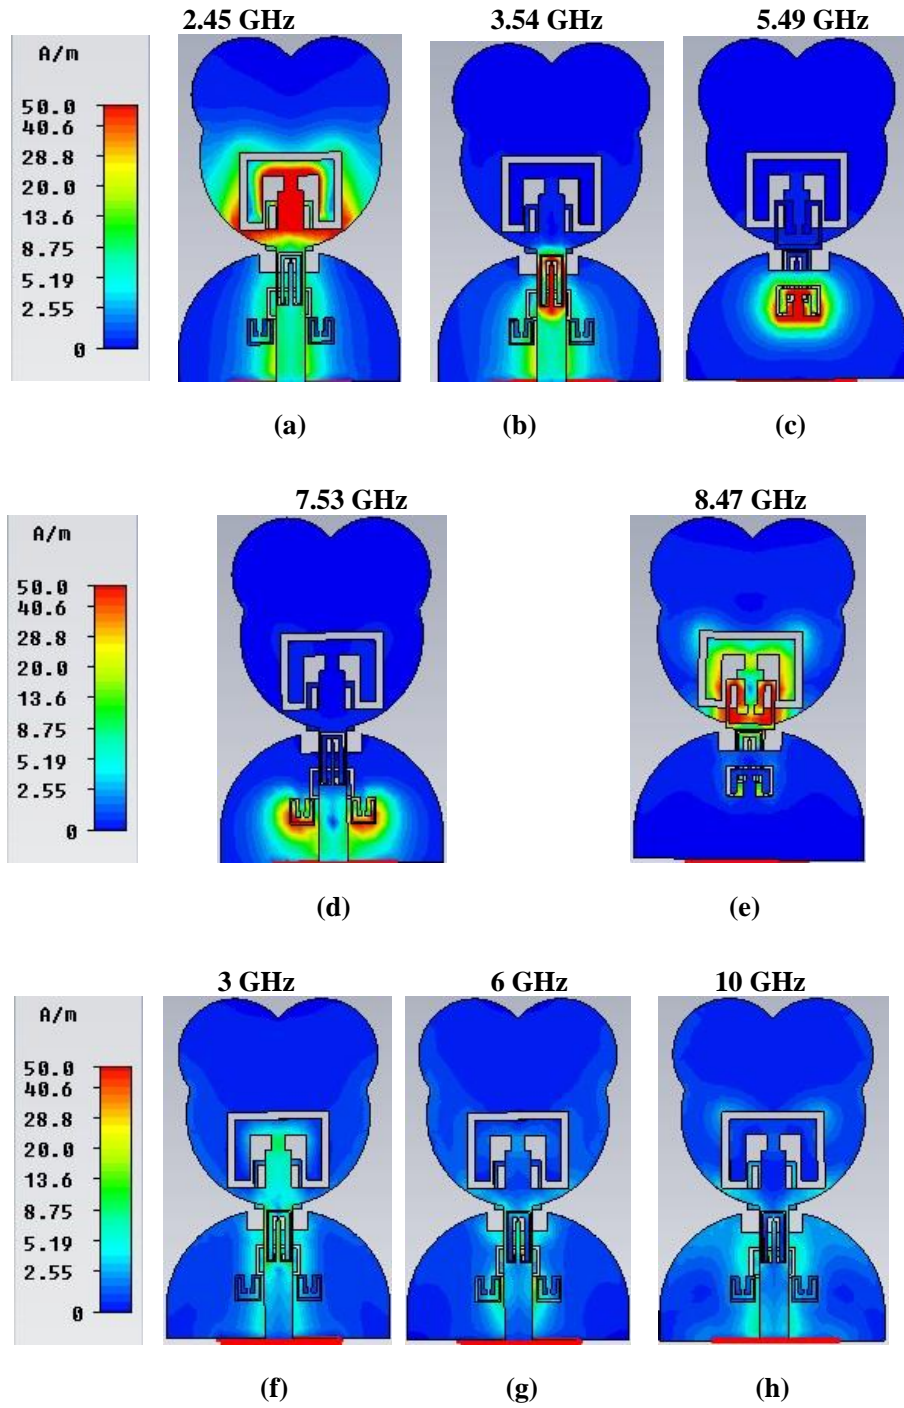 2.45 GHz
3.54 GHz
5.49 GHz
A/m
50.0
40.6
28.8
20.0
13.6
8.75
5.19
2.55
0
(a)
(b)
(c)
7.53 GHz
8.47 GHz
A/m
50.0
40.6
28.8
20.0
13.6
8.75
5.19
2.55
0
(d)
(e)
3 GHz
6 GHz
10 GHz
A/m
50.0
40.6
28.8
20.0
13.6
8.75
5.19
2.55
0
(f)
(g)
(h)